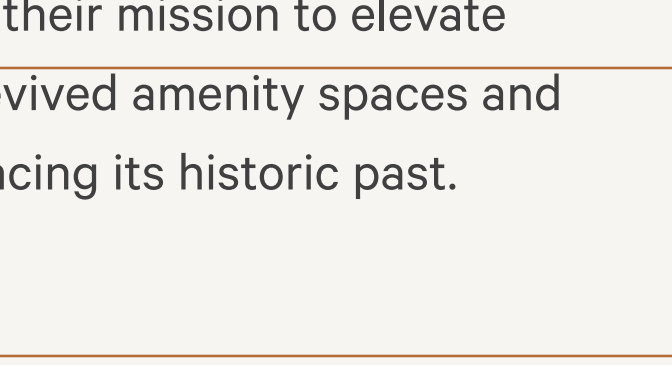 their mission to elevate
evived amenity spaces and
acing its historic past.